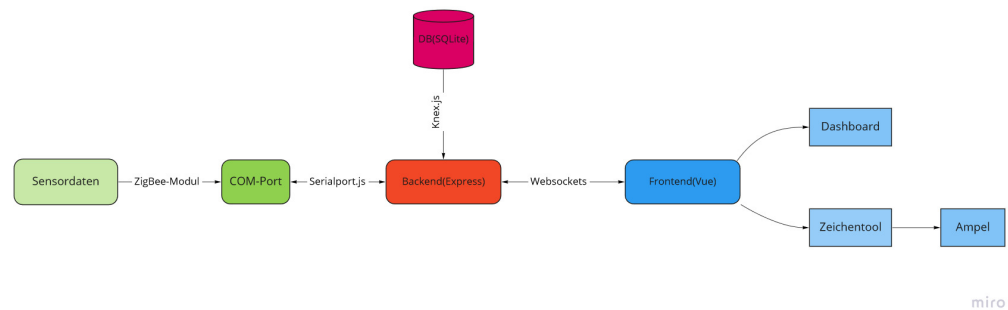 DB(SQLite)
Knex.js
Dashboard
Sensordaten
ZigBee-Modul
COM-Port
Serialport.js
Backend(Express)
Websockets
Frontend(Vue)
Zeichentool
Ampel
miro